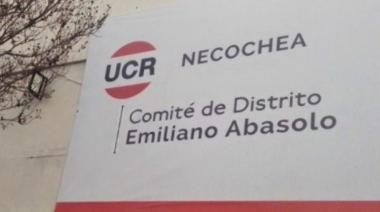 UCR
NECOCHEA
Comité de Distrito
Emiliano Abasolo